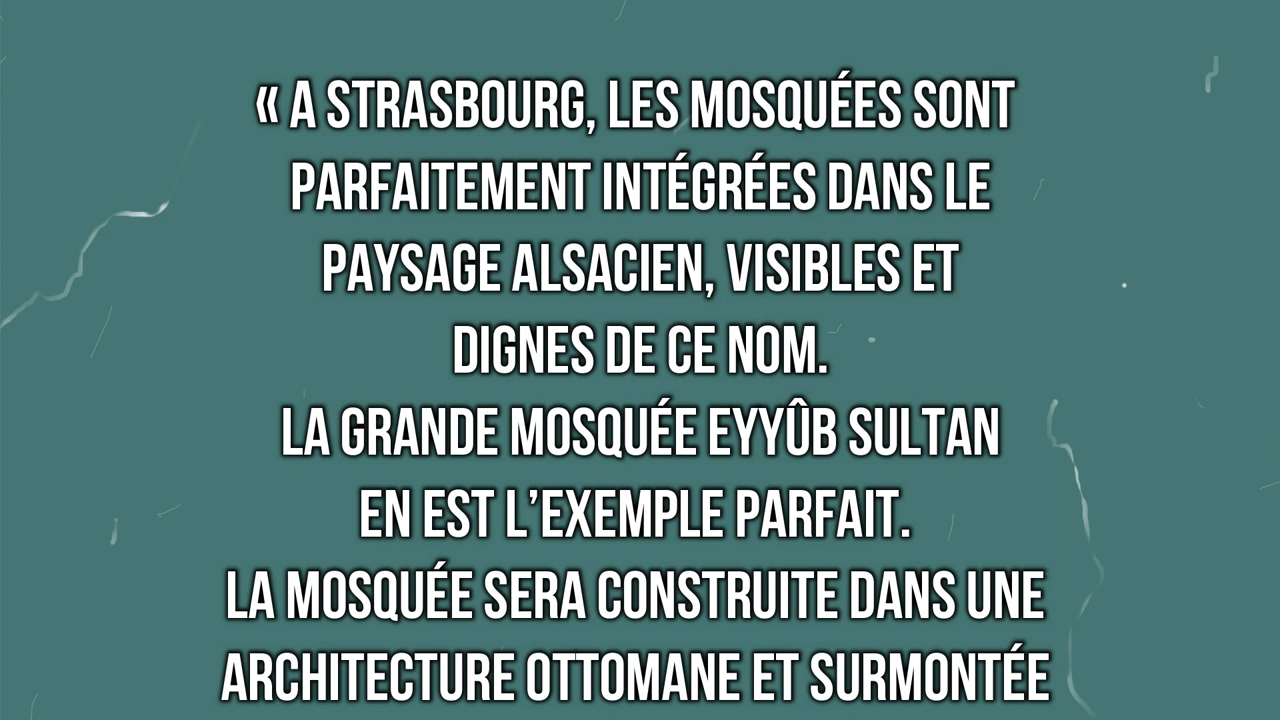 « A STRASBOURG, LES MOSQUÉES SONT
PARFAITEMENT INTÉGRÉES DANS LE
PAYSAGE ALSACIEN, VISIBLES ET
DIGNES DE CE NOM.
LA GRANDE MOSQUÉE EYYÛB SULTAN
EN EST L’EXEMPLE PARFAIT.
LA MOSQUÉE SERA CONSTRUITE DANS UNE
ARCHITECTURE OTTOMANE ET SURMONTÉE